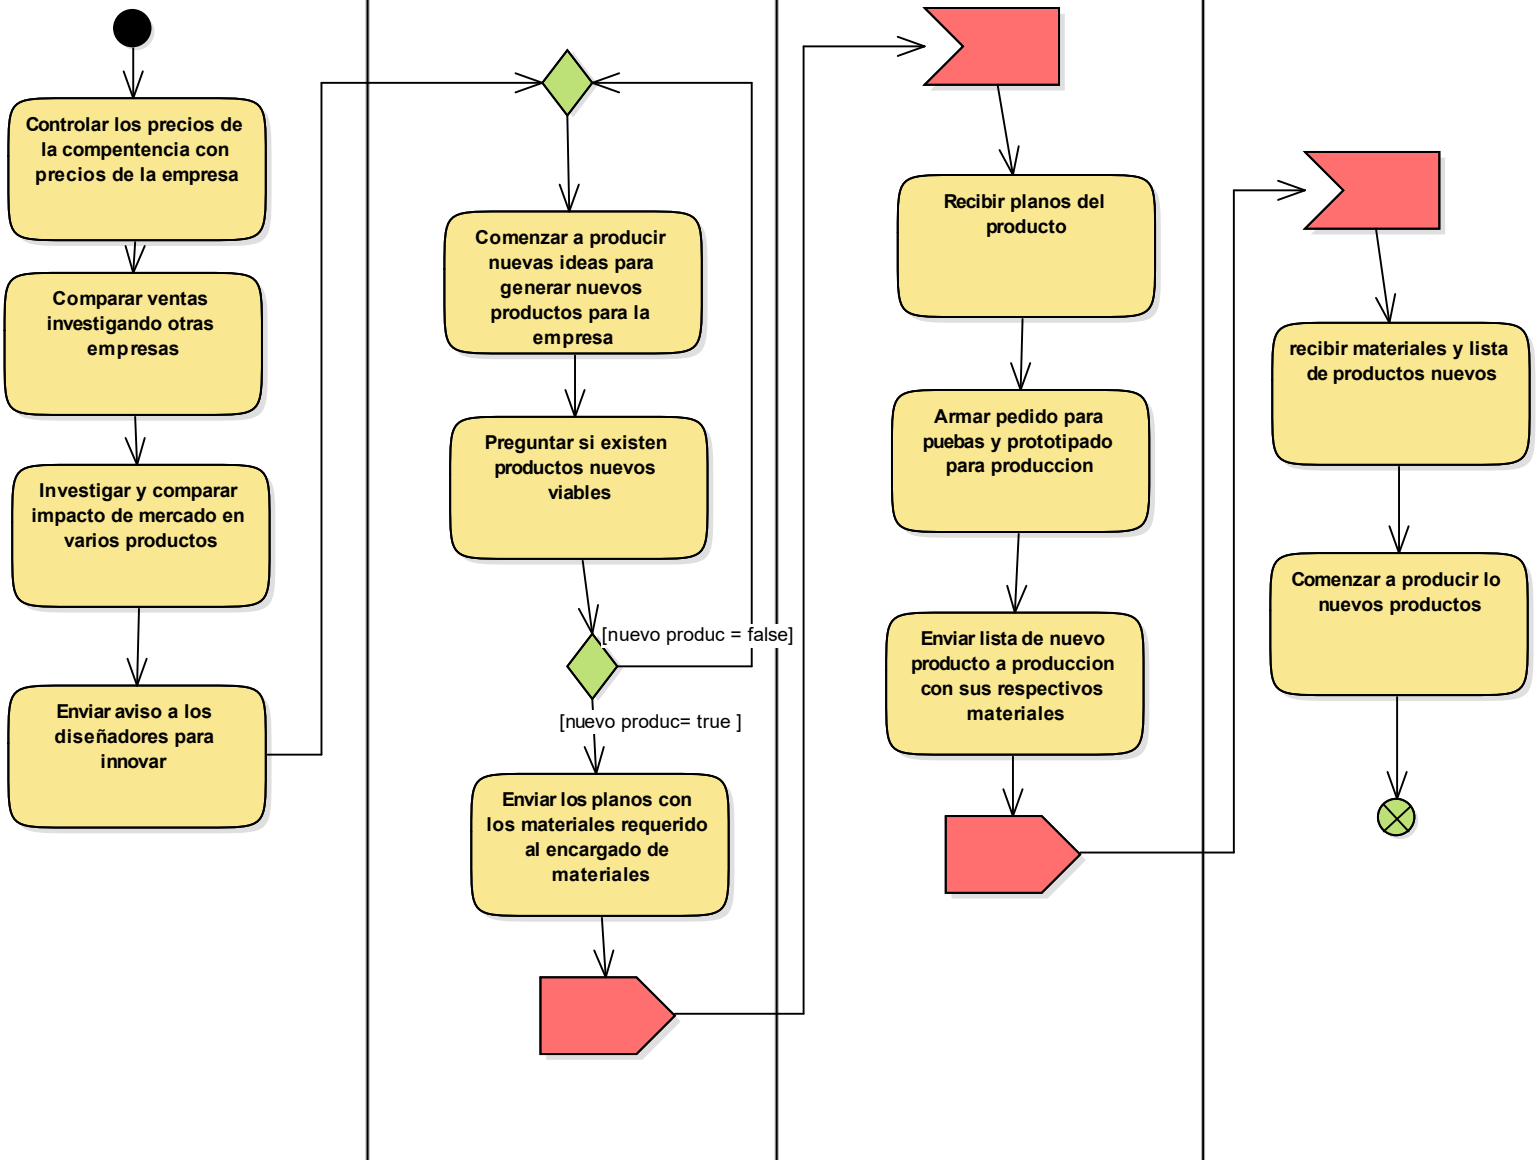 Controlar los precios de
la compentencia con
precios de la empresa
Comparar ventas
investigando otras
empresas
Investigar y comparar
impacto de mercado en
varios productos
Enviar aviso a los
diseñadores para
innovar
Comenzar a producir
nuevas ideas para
generar nuevos
productos para la
empresa
Preguntar si existen
productos nuevos
viables
[nuevo produc = false]
[nuevo produc= true ]
Enviar los planos con
los materiales requerido
al encargado de
materiales
Recibir planos del
producto
Armar pedido para
puebas y prototipado
para produccion
Enviar lista de nuevo
producto a produccion
con sus respectivos
materiales
recibir materiales y lista
de productos nuevos
Comenzar a producir lo
nuevos productos